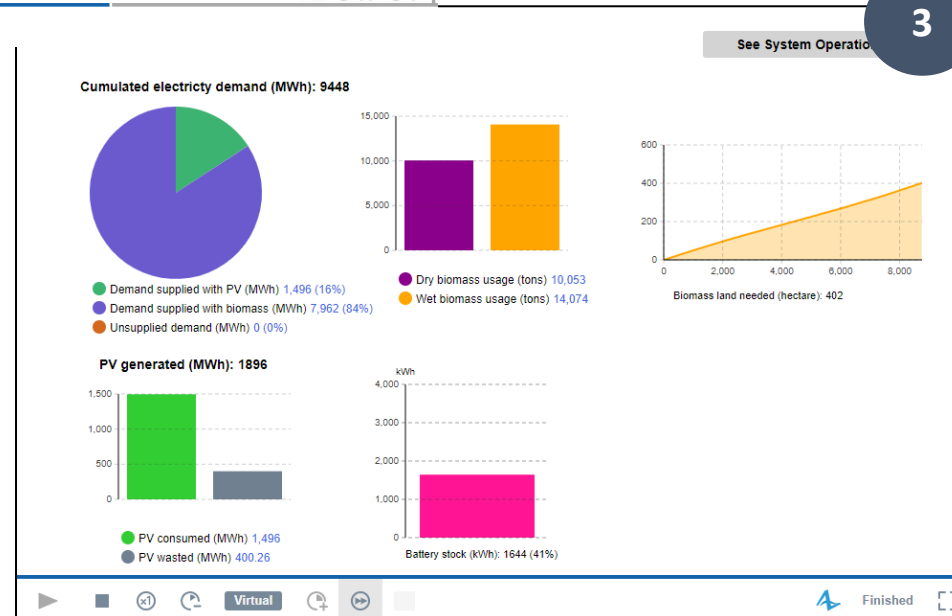 3
See System Operatio
Cumulated electricty demand (MWh): 9448
Demand supplied with PV (MWh) 1,496 (16%)
Demand supplied with biomass (MWh) 7,962 (84%)
Unsupplied demand (MWh) 0 (0%)
15,000
10,000
5,000
0
Dry biomass usage (tons) 10,053
Wet biomass usage (tons) 14,074
600
400
200
0
0 2,000 4,000 6,000 8,000
Biomass land needed (hectare): 402
PV generated (MWh): 1896
1,500
1,000
500
0
PV consumed (MWh) 1,496
PV wasted (MWh) 400.26
kWh
4,000
3,000
2,000
1,000
0
Battery stock (kWh): 1644 (41%)
x1
Virtual
Finished